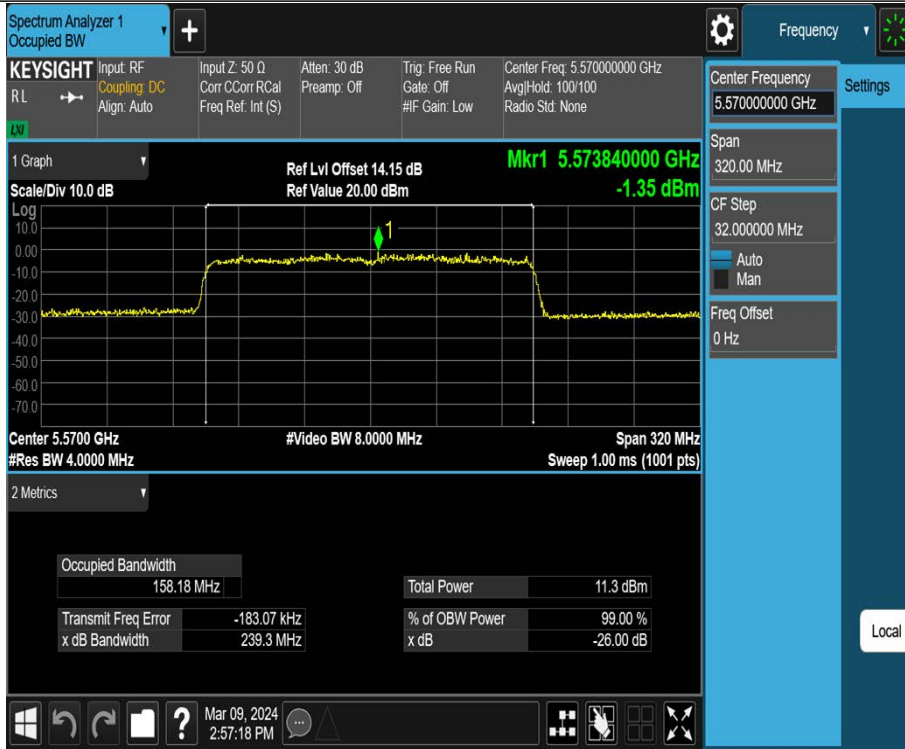 Spectrum Analyzer 1
Occupied BW
+
Frequency
KEYSIGHT
R L
LXI
Input: RF
Coupling: DC
Align: Auto
Input Z: 50 Ω
Corr CCorr RCal
Freq Ref: Int (S)
Atten: 30 dB
Preamp: Off
Trig: Free Run
Gate: Off
#IF Gain: Low
Center Freq: 5.570000000 GHz
Avg|Hold: 100/100
Radio Std: None
Center Frequency
5.570000000 GHz
Settings
Span
320.00 MHz
CF Step
32.000000 MHz
Auto
Man
Freq Offset
0 Hz
Local
1 Graph
Scale/Div 10.0 dB
Ref Lvl Offset 14.15 dB
Ref Value 20.00 dBm
Mkr1 5.573840000 GHz
-1.35 dBm
Log
10.0
0.00
-10.0
-20.0
-30.0
-40.0
-50.0
-60.0
-70.0
1
Center 5.5700 GHz
#Res BW 4.0000 MHz
#Video BW 8.0000 MHz
Span 320 MHz
Sweep 1.00 ms (1001 pts)
2 Metrics
Occupied Bandwidth
158.18 MHz
Total Power 11.3 dBm
Transmit Freq Error -183.07 kHz
% of OBW Power 99.00 %
x dB Bandwidth 239.3 MHz
x dB -26.00 dB
?
Mar 09, 2024
2:57:18 PM